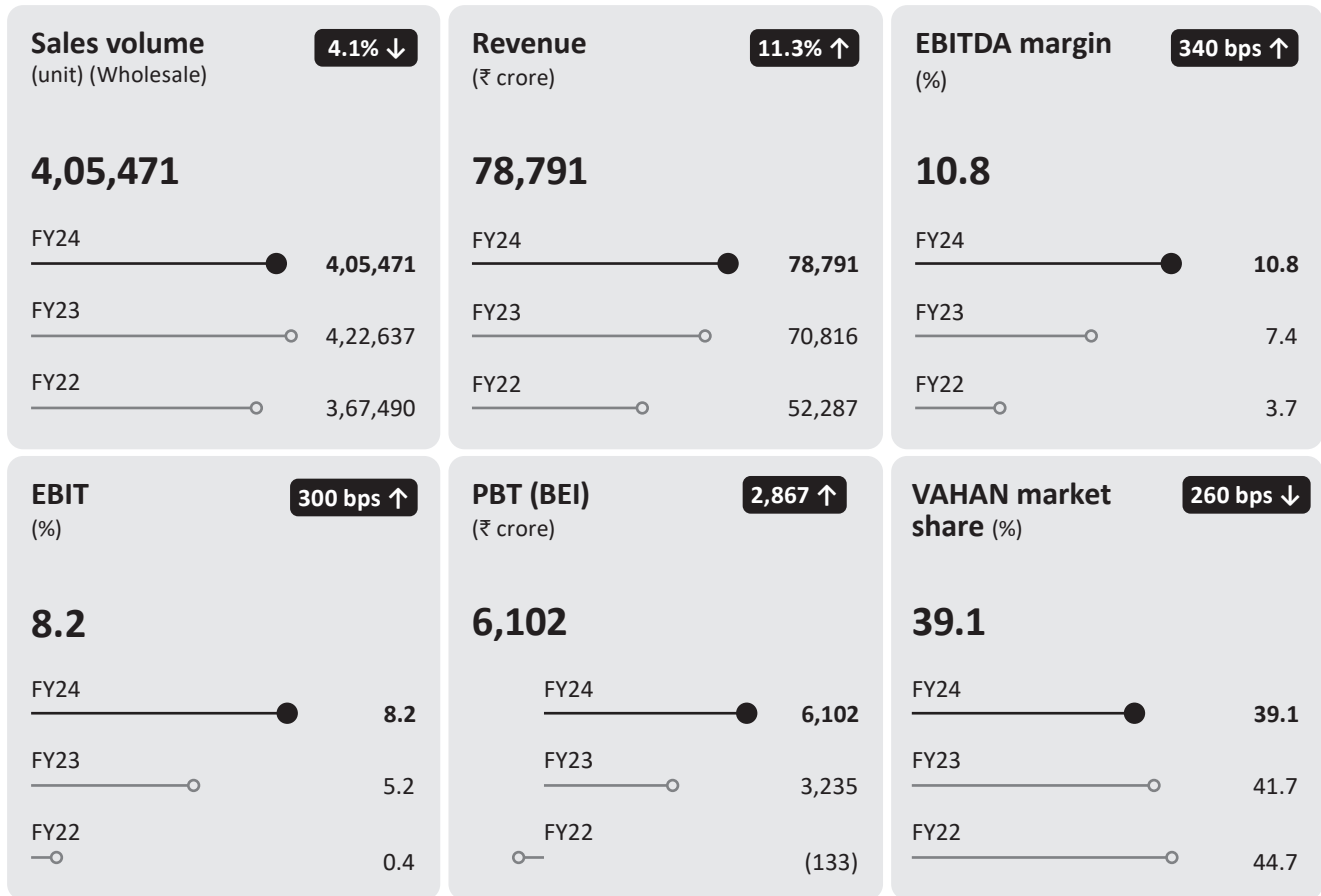 Sales volume
(unit) (Wholesale)
4.1% ↓
4,05,471
FY24
4,05,471
FY23
4,22,637
FY22
3,67,490
Revenue
(₹ crore)
11.3% ↑
78,791
FY24
78,791
FY23
70,816
FY22
52,287
EBITDA margin
(%)
340 bps ↑
10.8
FY24
10.8
FY23
7.4
FY22
3.7
EBIT
(%)
300 bps ↑
8.2
FY24
8.2
FY23
5.2
FY22
0.4
PBT (BEI)
(₹ crore)
2,867 ↑
6,102
FY24
6,102
FY23
3,235
FY22
(133)
VAHAN market
share (%)
260 bps ↓
39.1
FY24
39.1
FY23
41.7
FY22
44.7